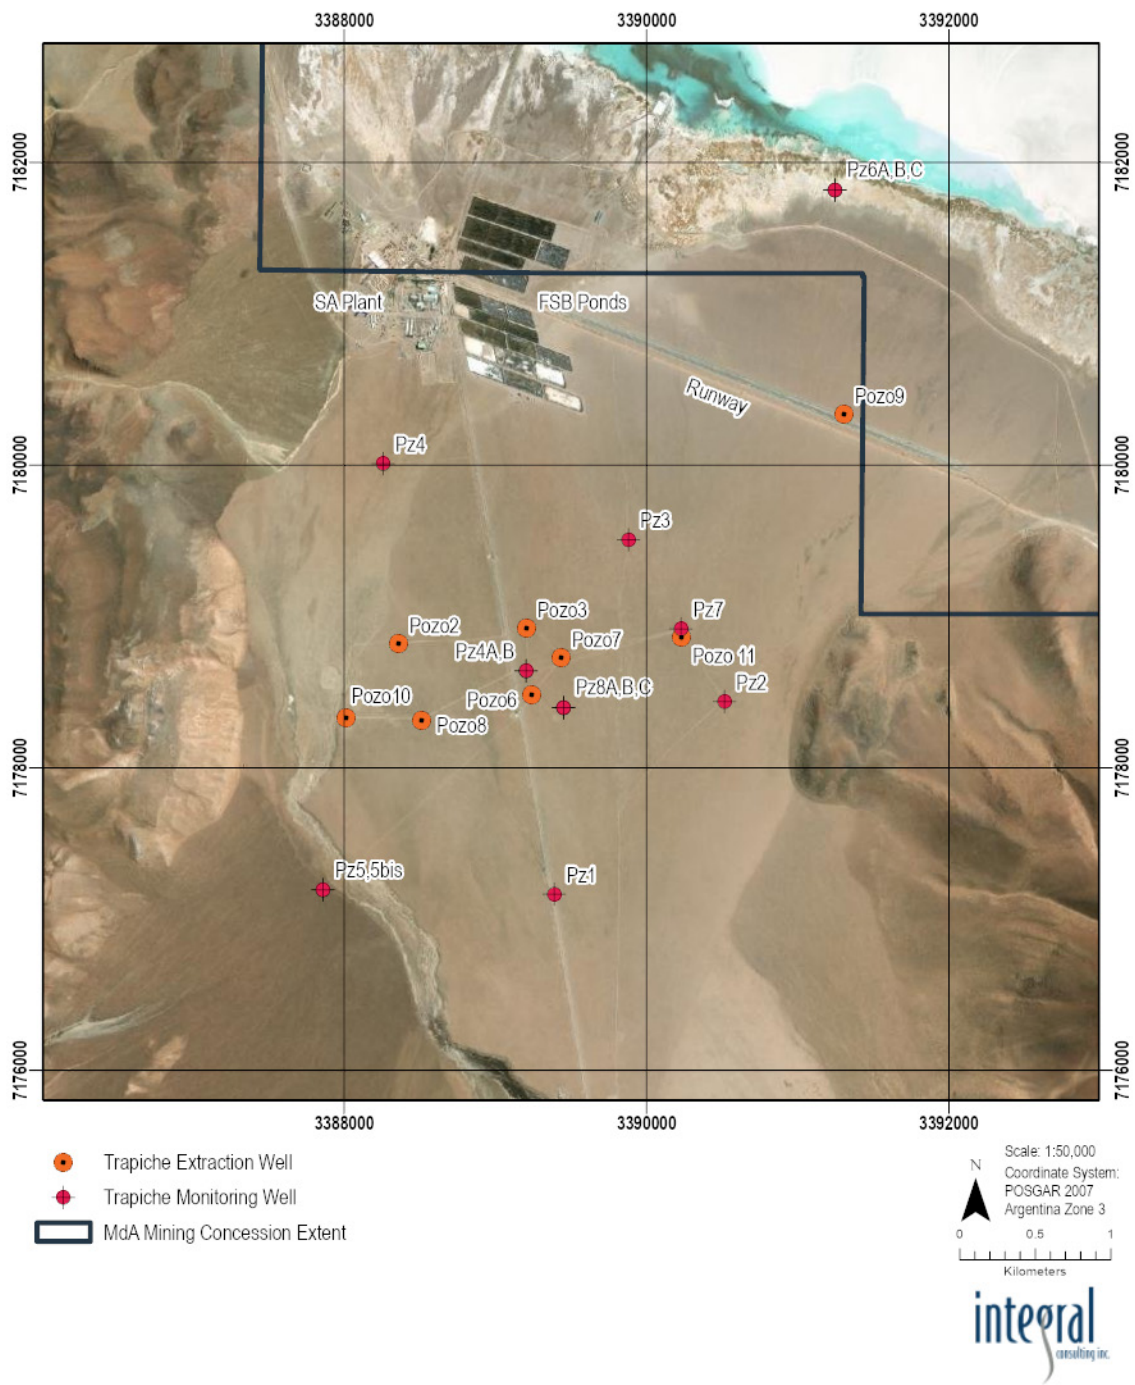 3388000
3390000
3392000
7182000
7182000
Pz6A,B,C
SA Plant
FSB Ponds
Runway
Pozo9
Pz4
7180000
7180000
Pz3
Pozo3
Pz7
Pozo2
Pozo7
Pz4A,B
Pozo 11
Pz2
Pozo10
Pozo6
Pz8A,B,C
Pozo8
7178000
7178000
Pz5,5bis
Pz1
7176000
7176000
3388000
3390000
3392000
Trapiche Extraction Well
Trapiche Monitoring Well
MdA Mining Concession Extent
N
Scale: 1:50,000
Coordinate System:
POSGAR 2007
Argentina Zone 3
0 0.5 1
Kilometers
integral
consulting inc.